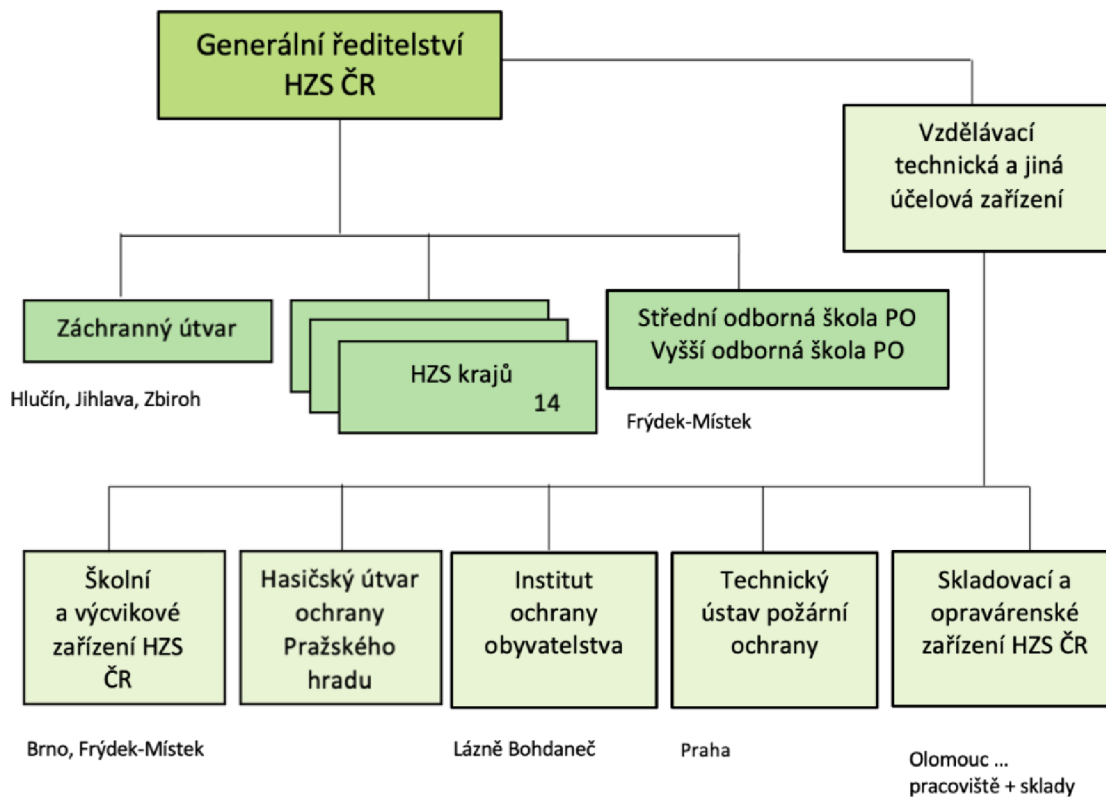 Generální ředitelství
HZS ČR
Vzdělávací
technická a jiná
účelová zařízení
Záchranný útvar
HZS krajů
14
Střední odborná škola PO
Vyšší odborná škola PO
Hlučín, Jihlava, Zbiroh
Frýdek-Místek
Školní
a výcvikové
zařízení HZS
ČR
Hasičský útvar
ochrany
Pražského
hradu
Institut
ochrany
obyvatelstva
Technický
ústav požární
ochrany
Skladovací a
opravárenské
zařízení HZS ČR
Brno, Frýdek-Místek
Lázně Bohdaneč
Praha
Olomouc ...
pracoviště + sklady